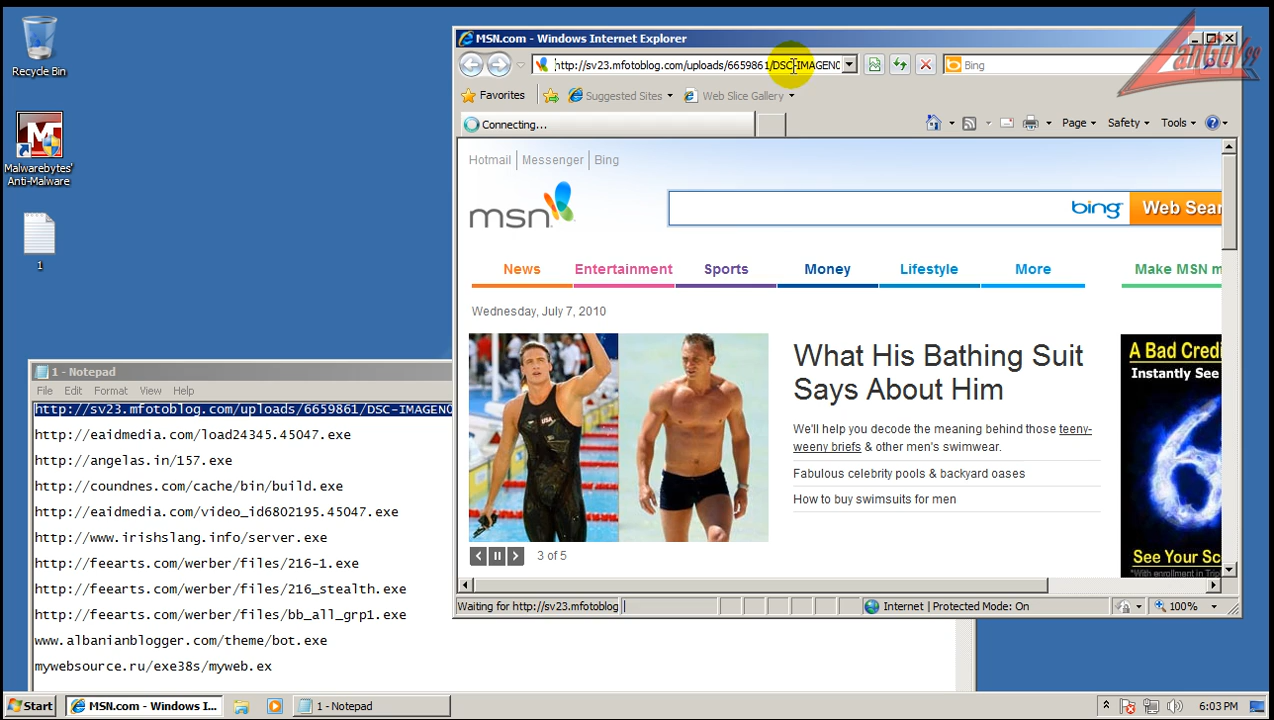 Recycle Bin
Malwarebytes'
Anti-Malware
1
MSN.com - Windows Internet Explorer
http://sv23.mfotoblog.com/uploads/6659861/DSC-IMAGENO
Bing
Favorites
Suggested Sites
Web Slice Gallery
Connecting...
Page
Safety
Tools
Hotmail
Messenger
Bing
msn
bing
Web Sear
News
Entertainment
Sports
Money
Lifestyle
More
Make MSN m
Wednesday, July 7, 2010
What His Bathing Suit
Says About Him
We'll help you decode the meaning behind those teeny-
weeny briefs & other men's swimwear.
Fabulous celebrity pools & backyard oases
How to buy swimsuits for men
3 of 5
USA
A Bad Credi
Instantly See
6
See Your Sc
Waiting for http://sv23.mfotoblog
Internet | Protected Mode: On
100%
1 - Notepad
File Edit Format View Help
http://sv23.mfotoblog.com/uploads/6659861/DSC-IMAGENO
http://eaidmedia.com/load24345.45047.exe
http://angelas.in/157.exe
http://coundnes.com/cache/bin/build.exe
http://eaidmedia.com/video_id6802195.45047.exe
http://www.irishslang.info/server.exe
http://feearts.com/werber/files/216-1.exe
http://feearts.com/werber/files/216_stealth.exe
http://feearts.com/werber/files/bb_all_grp1.exe
www.albanianblogger.com/theme/bot.exe
mywebsource.ru/exe38s/myweb.ex
Start
MSN.com - Windows I...
1 - Notepad
6:03 PM